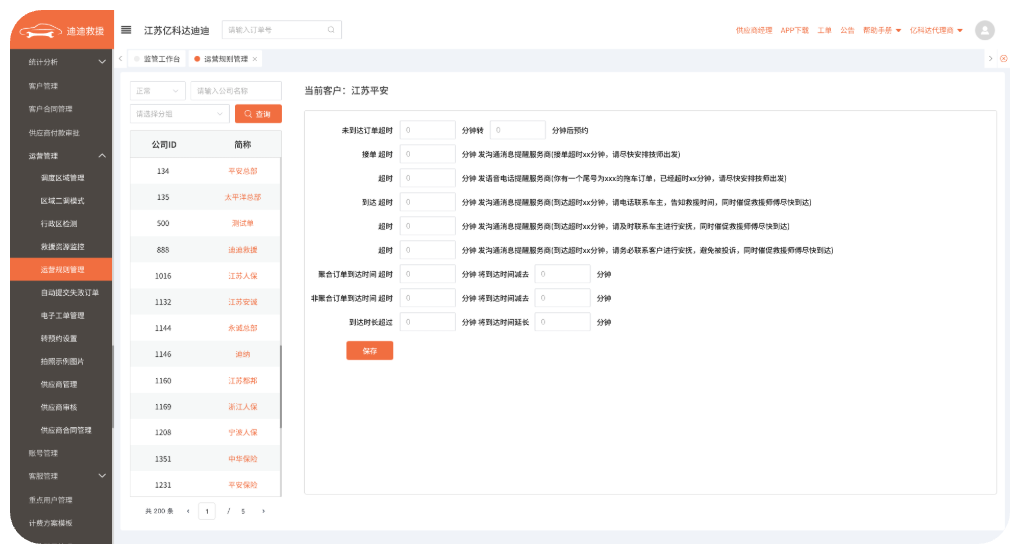 迪迪救援
江苏亿科达迪迪
请输入订单号
供应商经理 APP下载 工单 公告 帮助手册 亿科达代理商
统计分析
客户管理
客户合同管理
供应商付款审批
运营管理
调度区域管理
区域二调模式
行政区检测
救援资源监控
运营规则管理
自动提交失败订单
电子工单管理
转预约设置
拍照示例图片
供应商管理
供应商审核
供应商合同管理
账号管理
客服管理
重点用户管理
计费方案模板
监管工作台 运营规则管理 ×
正常 请输入公司名称
请选择分组 查询
公司ID 简称
134 平安总部
135 太平洋总部
500 测试单
888 迪迪救援
1016 江苏人保
1132 江苏安诚
1144 永诚总部
1146 迪纳
1160 江苏都邦
1169 浙江人保
1208 宁波人保
1351 中华保险
1231 平安保险
共 200 条 ‹ 1 / 5 ›
当前客户：江苏平安
未到达订单超时 0 分钟转 0 分钟后预约
接单 超时 0 分钟 发沟通消息提醒服务商(接单超时xx分钟，请尽快安排技师出发)
超时 0 分钟 发语音电话提醒服务商(你有一个尾号为xxx的拖车订单，已经超时xx分钟，请尽快安排技师出发)
到达 超时 0 分钟 发沟通消息提醒服务商(到达超时xx分钟，请电话联系车主，告知救援时间，同时催促救援师傅尽快到达)
超时 0 分钟 发沟通消息提醒服务商(到达超时xx分钟，请及时联系车主进行安抚，同时催促救援师傅尽快到达)
超时 0 分钟 发沟通消息提醒服务商(到达超时xx分钟，请务必联系客户进行安抚，避免被投诉，同时催促救援师傅尽快到达)
聚合订单到达时间 超时 0 分钟 将到达时间减去 0 分钟
非聚合订单到达时间 超时 0 分钟 将到达时间减去 0 分钟
到达时长超过 0 分钟 将到达时间延长 0 分钟
保存